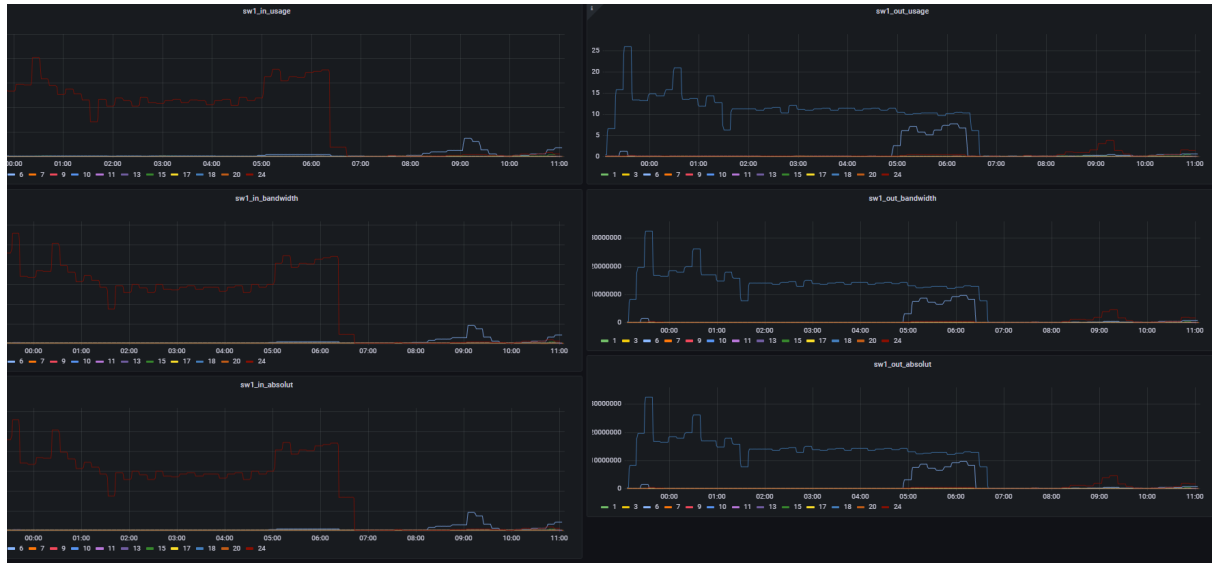 sw1_in_usage
00:00 01:00 02:00 03:00 04:00 05:00 06:00 07:00 08:00 09:00 10:00 11:00
6 7 9 10 11 13 15 17 18 20 24
sw1_out_usage
25
20
15
10
5
0
00:00 01:00 02:00 03:00 04:00 05:00 06:00 07:00 08:00 09:00 10:00 11:00
1 3 6 7 9 10 11 13 15 17 18 20 24
sw1_in_bandwidth
00:00 01:00 02:00 03:00 04:00 05:00 06:00 07:00 08:00 09:00 10:00 11:00
6 7 9 10 11 13 15 17 18 20 24
sw1_out_bandwidth
0
00:00 01:00 02:00 03:00 04:00 05:00 06:00 07:00 08:00 09:00 10:00 11:00
1 3 6 7 9 10 11 13 15 17 18 20 24
sw1_in_absolut
00:00 01:00 02:00 03:00 04:00 05:00 06:00 07:00 08:00 09:00 10:00 11:00
6 7 9 10 11 13 15 17 18 20 24
sw1_out_absolut
0
00:00 01:00 02:00 03:00 04:00 05:00 06:00 07:00 08:00 09:00 10:00 11:00
1 3 6 7 9 10 11 13 15 17 18 20 24